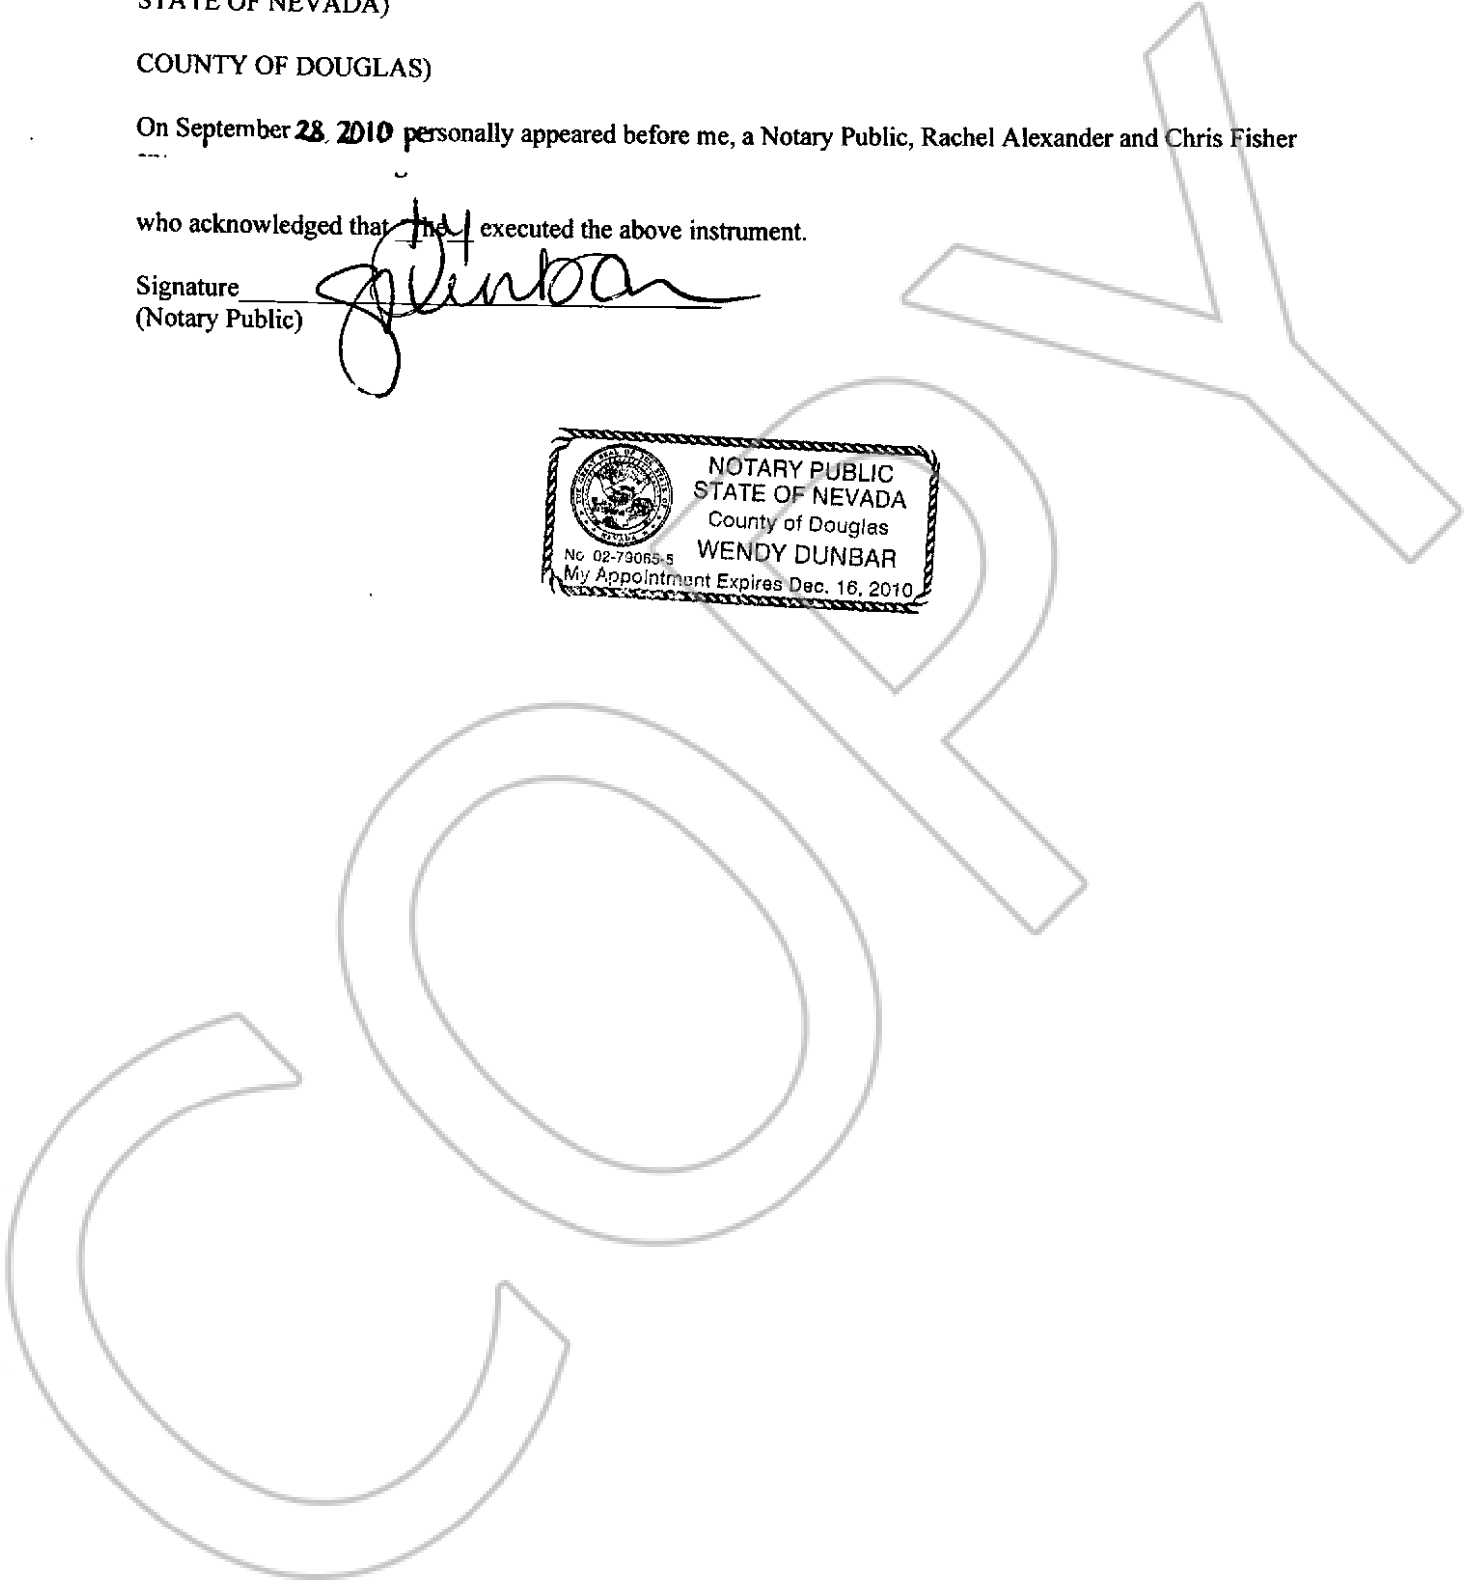 STATE OF NEVADA)
COUNTY OF DOUGLAS)
On September 28, 2010 personally appeared before me, a Notary Public, Rachel Alexander and Chris Fisher
who acknowledged that they executed the above instrument.
Signature
(Notary Public)
NOTARY PUBLIC
STATE OF NEVADA
County of Douglas
WENDY DUNBAR
No 02-79065-5
My Appointment Expires Dec. 16, 2010
COPY